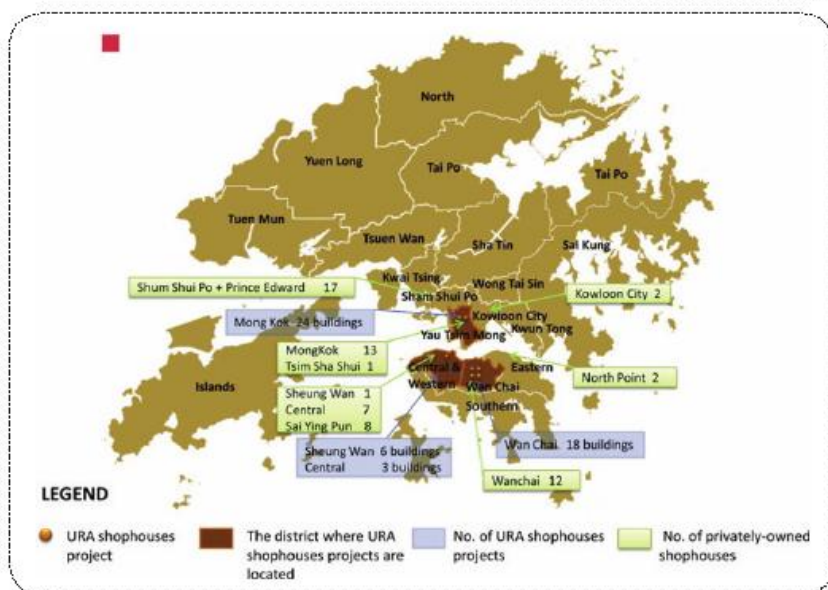 North
Yuen Long
Tai Po
Tai Po
Tuen Mun
Tsuen Wan
Sha Tin
Sai Kung
Kwai Tsing
Wong Tai Sin
Shum Shui Po + Prince Edward 17
Sham Shui Po
Kowloon City 2
Mong Kok 24 buildings
Kowloon City
Yau Tsim Mong
Kwun Tong
MongKok 13
Tsim Sha Shui 1
Islands
Central &
Western
Eastern
North Point 2
Wan Chai
Southern
Sheung Wan 1
Central 7
Sai Ying Pun 8
Sheung Wan 6 buildings
Central 3 buildings
Wan Chai 18 buildings
Wanchai 12
LEGEND
URA shophouses
project
The district where URA
shophouses projects are
located
No. of URA shophouses
projects
No. of privately-owned
shophouses